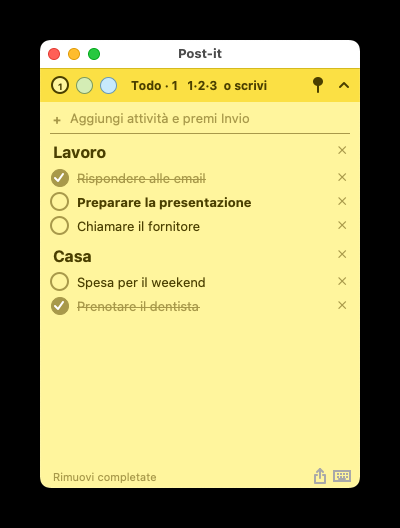 Post-it
1 Todo · 1 1·2·3 o scrivi
+ Aggiungi attività e premi Invio
Lavoro ×
Rispondere alle email ×
Preparare la presentazione ×
Chiamare il fornitore ×
Casa ×
Spesa per il weekend ×
Prenotare il dentista ×
Rimuovi completate